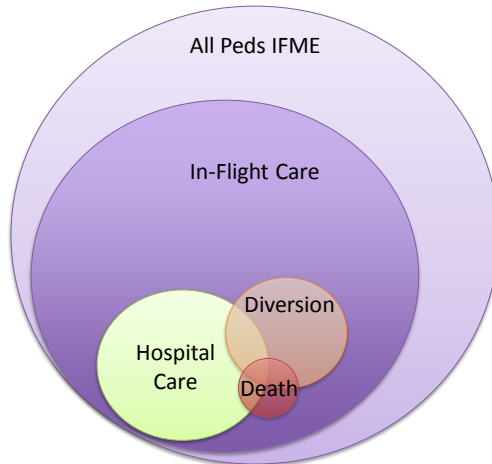 All Peds IFME
In-Flight Care
Diversion
Hospital
Care
Death